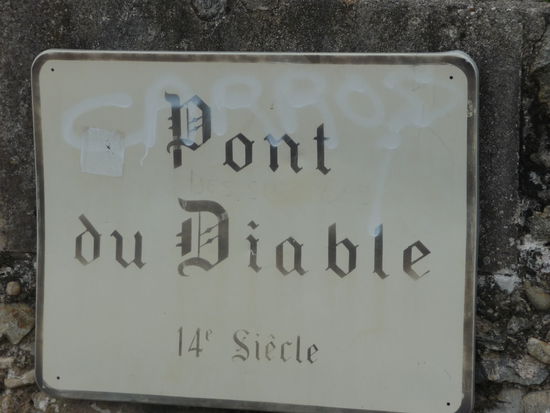 Pont
du Diable
14e Siècle